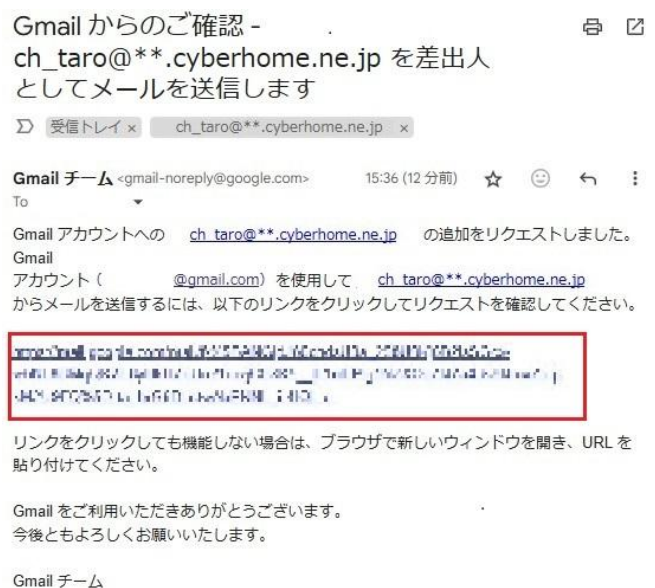 Gmail からのご確認 -
ch_taro@**.cyberhome.ne.jp を差出人
としてメールを送信します
受信トレイ × ch_taro@**.cyberhome.ne.jp ×
Gmail チーム <gmail-noreply@google.com> 15:36 (12 分前)
To
Gmail アカウントへの ch_taro@**.cyberhome.ne.jp の追加をリクエストしました。
Gmail
アカウント ( @gmail.com) を使用して ch_taro@**.cyberhome.ne.jp
からメールを送信するには、以下のリンクをクリックしてリクエストを確認してください。
リンクをクリックしても機能しない場合は、ブラウザで新しいウィンドウを開き、URL を
貼り付けてください。
Gmail をご利用いただきありがとうございます。
今後ともよろしくお願いいたします。
Gmail チーム